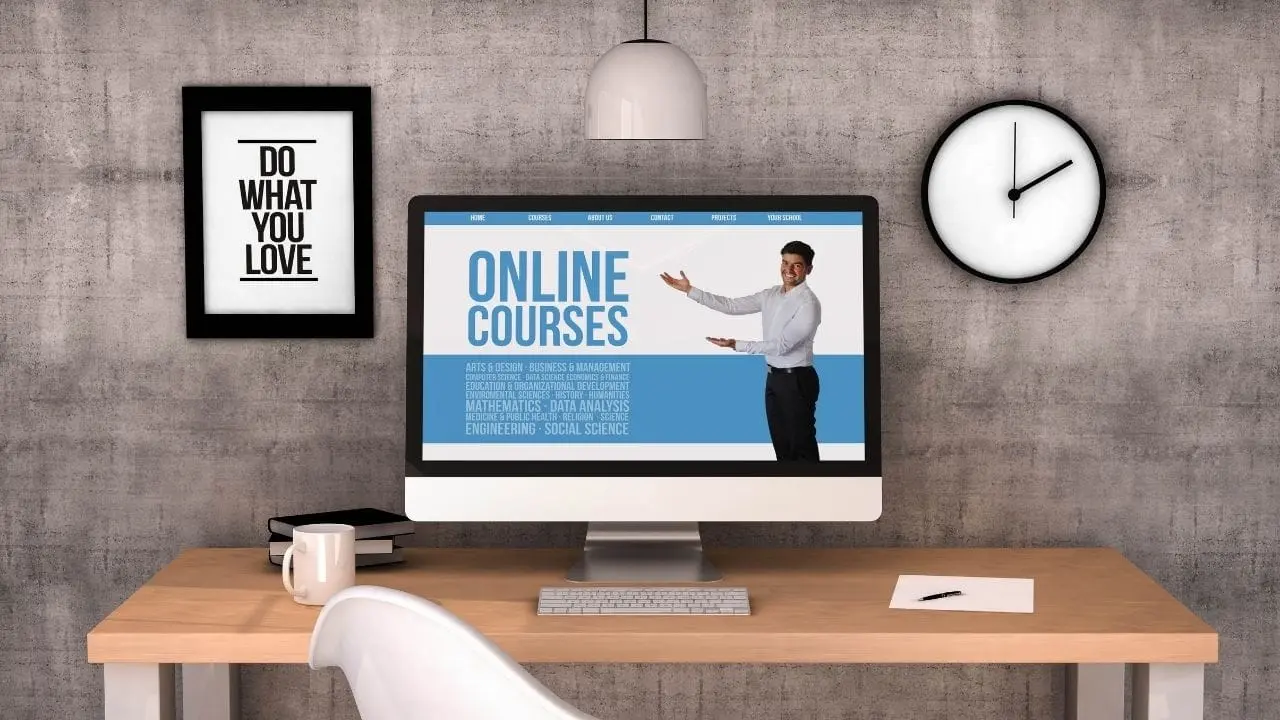 DO
WHAT
YOU
LOVE
HOME COURSES ABOUT US CONTACT PROJECTS YOUR SCHOOL
ONLINE
COURSES
ARTS & DESIGN · BUSINESS & MANAGEMENT
COMPUTER SCIENCE · DATA SCIENCE ECONOMICS & FINANCE
EDUCATION & ORGANIZATIONAL DEVELOPMENT
ENVIROMENTAL SCIENCES · HISTORY · HUMANITIES
MATHEMATICS · DATA ANALYSIS
MEDICINE & PUBLIC HEALTH · RELIGION · SCIENCE
ENGINEERING · SOCIAL SCIENCE